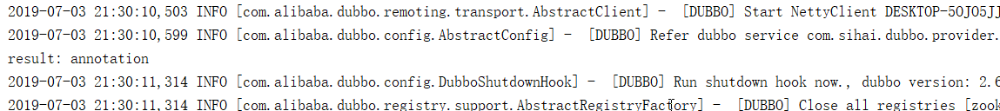 2019-07-03 21:30:10,503 INFO [com.alibaba.dubbo.remoting.transport.AbstractClient] -  [DUBBO] Start NettyClient DESKTOP-50J05JJ
2019-07-03 21:30:10,599 INFO [com.alibaba.dubbo.config.AbstractConfig] -  [DUBBO] Refer dubbo service com.sihai.dubbo.provider.
result: annotation
2019-07-03 21:30:11,314 INFO [com.alibaba.dubbo.config.DubboShutdownHook] -  [DUBBO] Run shutdown hook now., dubbo version: 2.6
2019-07-03 21:30:11,314 INFO [com.alibaba.dubbo.registry.support.AbstractRegistryFactory] -  [DUBBO] Close all registries [zook